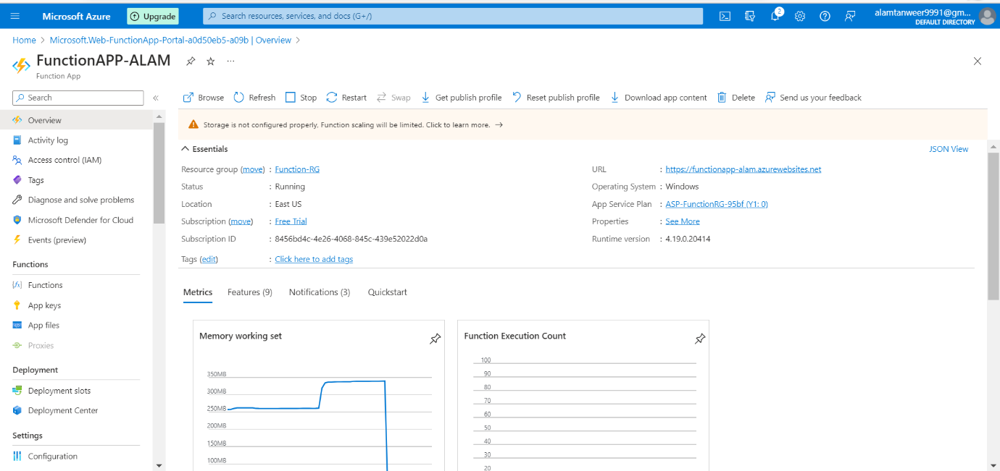 Microsoft Azure
Upgrade
Search resources, services, and docs (G+/)
2
alamtanweer9991@gm...
DEFAULT DIRECTORY
Home > Microsoft.Web-FunctionApp-Portal-a0d50eb5-a09b | Overview >
FunctionAPP-ALAM
...
Function App
Search
«
Browse Refresh Stop Restart Swap Get publish profile Reset publish profile Download app content Delete Send us your feedback
Storage is not configured properly, Function scaling will be limited. Click to learn more. →
Overview
Activity log
Access control (IAM)
Tags
Diagnose and solve problems
Microsoft Defender for Cloud
Events (preview)
Functions
Functions
App keys
App files
Proxies
Deployment
Deployment slots
Deployment Center
Settings
Configuration
Essentials
JSON View
Resource group (move) : Function-RG
Status : Running
Location : East US
Subscription (move) : Free Trial
Subscription ID : 8456bd4c-4e26-4068-845c-439e52022d0a
Tags (edit) : Click here to add tags
URL : https://functionapp-alam.azurewebsites.net
Operating System : Windows
App Service Plan : ASP-FunctionRG-95bf (Y1: 0)
Properties : See More
Runtime version : 4.19.0.20414
Metrics Features (9) Notifications (3) Quickstart
Memory working set
350MB
300MB
250MB
200MB
150MB
100MB
Function Execution Count
100
90
80
70
60
50
40
30
20